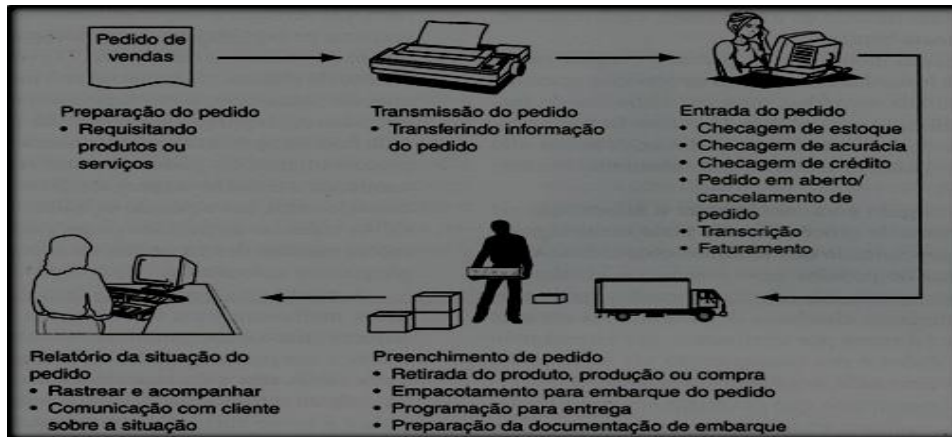 Pedido de
vendas
Preparação do pedido
• Requisitando
produtos ou
serviços
Transmissão do pedido
• Transferindo informação
do pedido
Entrada do pedido
• Checagem de estoque
• Checagem de acurácia
• Checagem de crédito
• Pedido em aberto/
cancelamento de
pedido
• Transcrição
• Faturamento
Preenchimento de pedido
• Retirada do produto, produção ou compra
• Empacotamento para embarque do pedido
• Programação para entrega
• Preparação da documentação de embarque
Relatório da situação do
pedido
• Rastrear e acompanhar
• Comunicação com cliente
sobre a situação